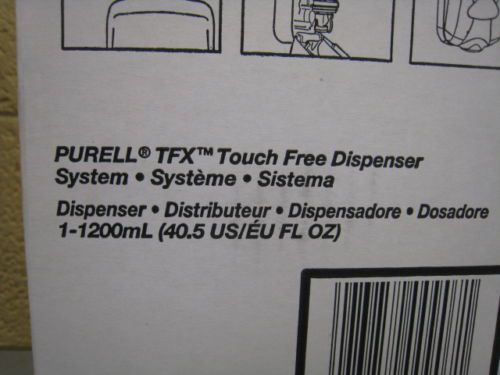 PURELL® TFX™ Touch Free Dispenser
System • Système • Sistema
Dispenser • Distributeur • Dispensadore • Dosadore
1-1200mL (40.5 US/ÉU FL OZ)